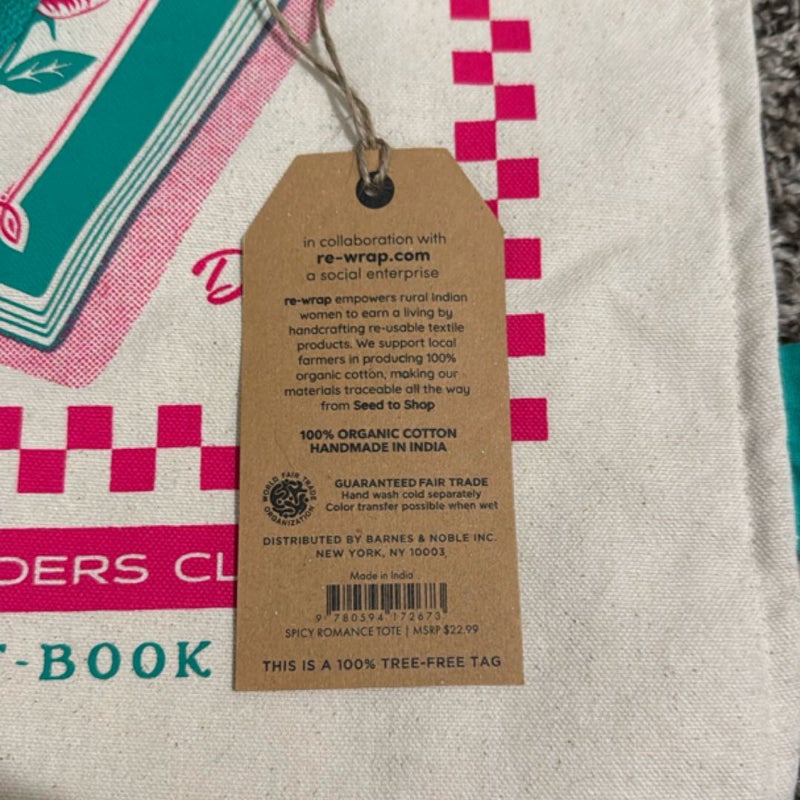 in collaboration with
re-wrap.com
a social enterprise
re-wrap empowers rural Indian
women to earn a living by
handcrafting re-usable textile
products. We support local
farmers in producing 100%
organic cotton, making our
materials traceable all the way
from Seed to Shop
100% ORGANIC COTTON
HANDMADE IN INDIA
WORLD FAIR TRADE
ORGANIZATION
GUARANTEED FAIR TRADE
Hand wash cold separately
Color transfer possible when wet
DISTRIBUTED BY BARNES & NOBLE INC.
NEW YORK, NY 10003
Made in India
9 780594 172673
SPICY ROMANCE TOTE | MSRP $22.99
THIS IS A 100% TREE-FREE TAG
D
DERS CL
-BOOK